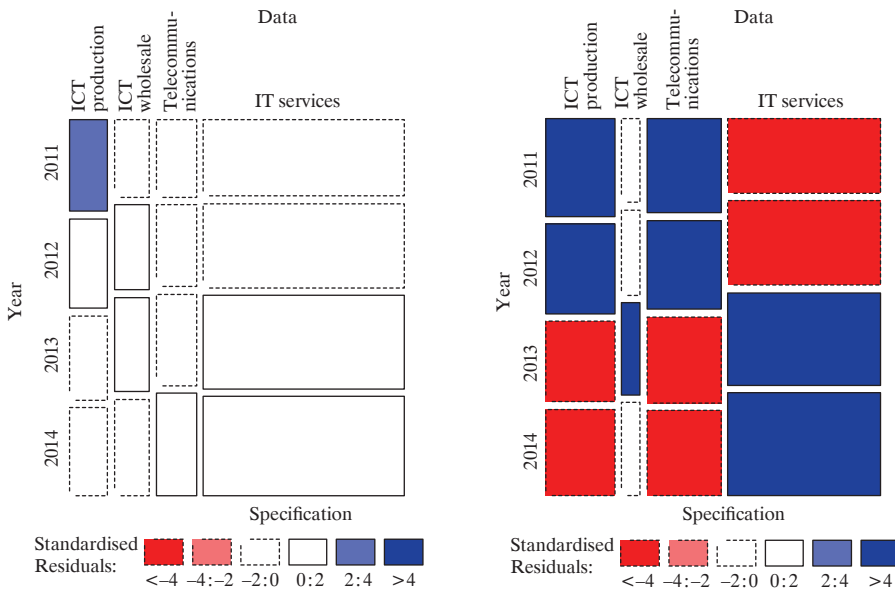 Data
ICT
production
ICT
wholesale
Telecommu-
nications
IT services
Year
2011
2012
2013
2014
Specification
Standardised
Residuals:
<–4
–4:–2
–2:0
0:2
2:4
>4
Data
ICT
production
ICT
wholesale
Telecommu-
nications
IT services
Year
2011
2012
2013
2014
Specification
Standardised
Residuals:
<–4
–4:–2
–2:0
0:2
2:4
>4